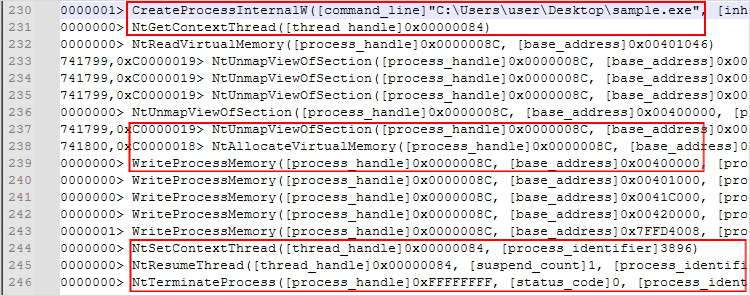 230 0000001> CreateProcessInternalW([command_line]"C:\Users\user\Desktop\sample.exe", [inh
231 0000000> NtGetContextThread([thread_handle]0x00000084)
232 0000000> NtReadVirtualMemory([process_handle]0x0000008C, [base_address]0x00401046)
233 741799,0xC0000019> NtUnmapViewOfSection([process_handle]0x0000008C, [base_address]0x00
234 741799,0xC0000019> NtUnmapViewOfSection([process_handle]0x0000008C, [base_address]0x00
235 741799,0xC0000019> NtUnmapViewOfSection([process_handle]0x0000008C, [base_address]0x00
236 0000000> NtUnmapViewOfSection([process_handle]0x0000008C, [base_address]0x00400000, [p
237 741799,0xC0000019> NtUnmapViewOfSection([process_handle]0x0000008C, [base_address]0x00
238 741800,0xC0000018> NtAllocateVirtualMemory([process_handle]0x0000008C, [base_address]0
239 0000000> WriteProcessMemory([process_handle]0x0000008C, [base_address]0x00400000, [pro
240 0000000> WriteProcessMemory([process_handle]0x0000008C, [base_address]0x00401000, [pro
241 0000000> WriteProcessMemory([process_handle]0x0000008C, [base_address]0x0041C000, [pro
242 0000000> WriteProcessMemory([process_handle]0x0000008C, [base_address]0x00420000, [pro
243 0000001> WriteProcessMemory([process_handle]0x0000008C, [base_address]0x7FFD4008, [pro
244 0000000> NtSetContextThread([thread_handle]0x00000084, [process_identifier]3896)
245 0000000> NtResumeThread([thread_handle]0x00000084, [suspend_count]1, [process_identifi
246 0000000> NtTerminateProcess([process_handle]0xFFFFFFFF, [status_code]0, [process_ident